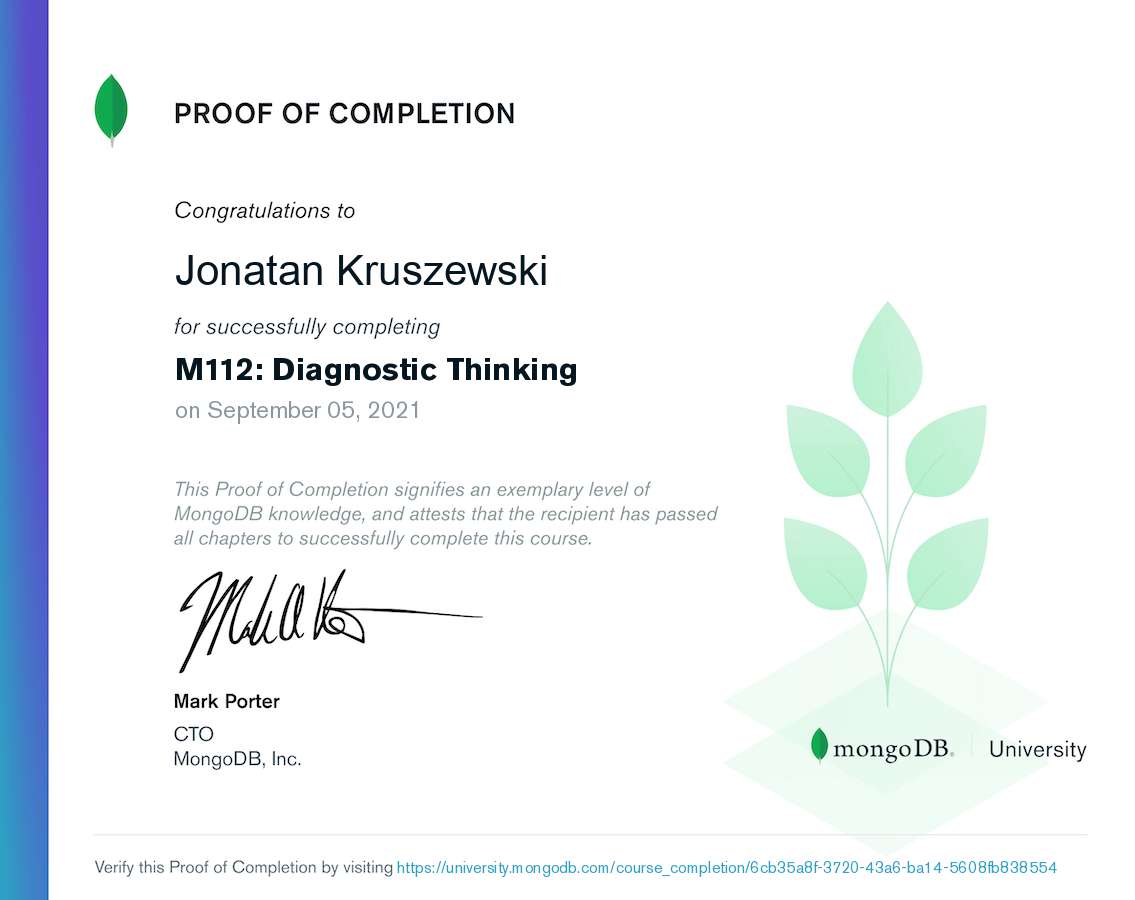 PROOF OF COMPLETION
Congratulations to
Jonatan Kruszewski
for successfully completing
M112: Diagnostic Thinking
on September 05, 2021
This Proof of Completion signifies an exemplary level of
MongoDB knowledge, and attests that the recipient has passed
all chapters to successfully complete this course.
Mark Porter
CTO
MongoDB, Inc.
mongoDB® University
Verify this Proof of Completion by visiting https://university.mongodb.com/course_completion/6cb35a8f-3720-43a6-ba14-5608fb838554